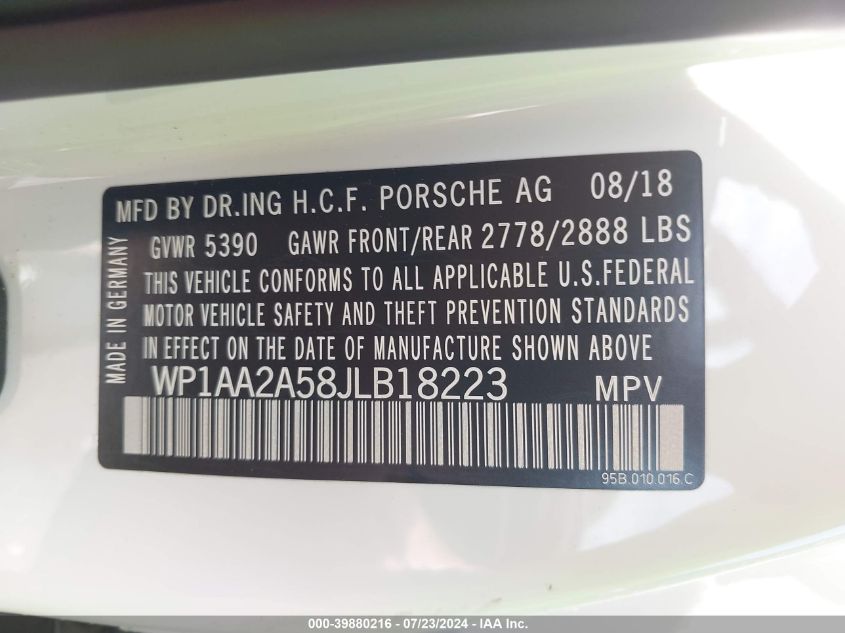 MFD BY DR.ING H.C.F. PORSCHE AG 08/18
GVWR 5390 GAWR FRONT/REAR 2778/2888 LBS
THIS VEHICLE CONFORMS TO ALL APPLICABLE U.S.FEDERAL
MOTOR VEHICLE SAFETY AND THEFT PREVENTION STANDARDS
IN EFFECT ON THE DATE OF MANUFACTURE SHOWN ABOVE
WP1AA2A58JLB18223 MPV
MADE IN GERMANY
95B.010.016.C
000-39880216 - 07/23/2024 - IAAI Inc.